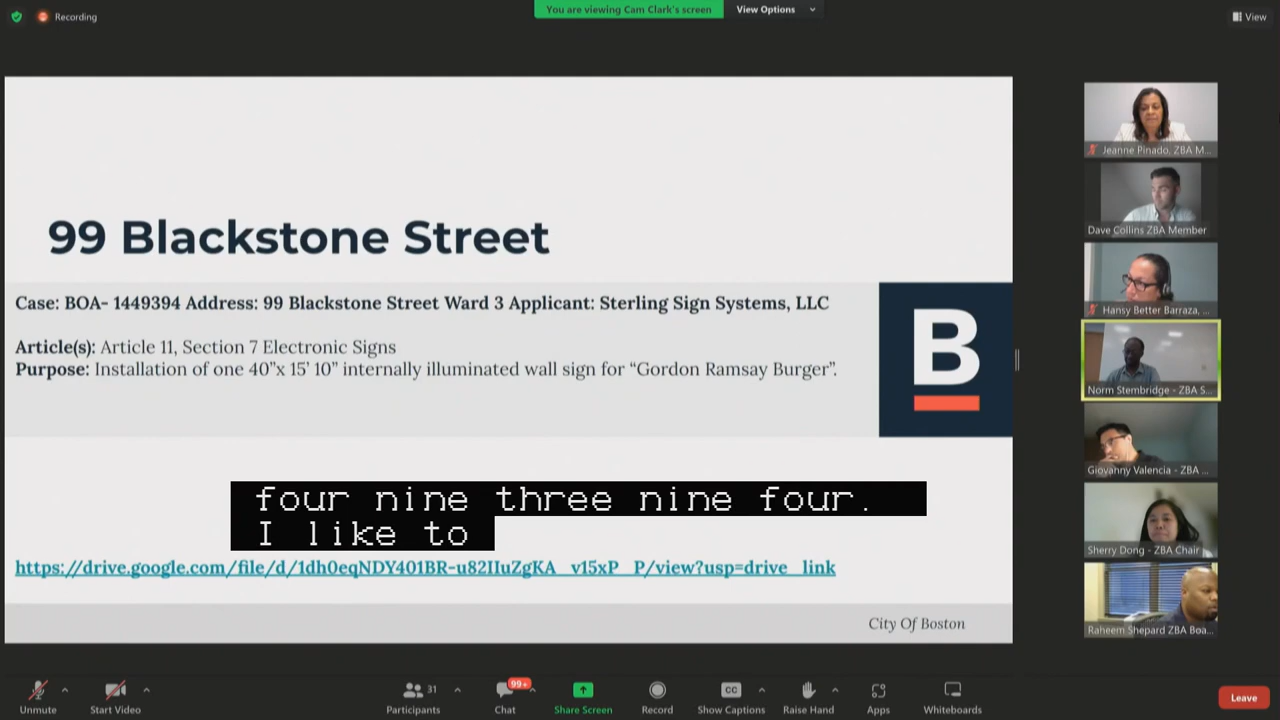 Recording
You are viewing Cam Clark's screen
View Options
View
99 Blackstone Street
Case: BOA- 1449394 Address: 99 Blackstone Street Ward 3 Applicant: Sterling Sign Systems, LLC
Article(s): Article 11, Section 7 Electronic Signs
Purpose: Installation of one 40"x 15' 10" internally illuminated wall sign for “Gordon Ramsay Burger”.
B
four nine three nine four.
I like to
https://drive.google.com/file/d/1dh0eqNDY401BR-u82IIuZgKA_v15xP_P/view?usp=drive_link
City Of Boston
Jeanne Pinado, ZBA M...
Dave Collins ZBA Member
Hansy Better Barraza, ...
Norm Stembridge - ZBA S...
Giovanny Valencia - ZBA ...
Sherry Dong - ZBA Chair
Raheem Shepard ZBA Boa...
Unmute
Start Video
31
Participants
99+
Chat
Share Screen
Record
CC
Show Captions
Raise Hand
Apps
Whiteboards
Leave